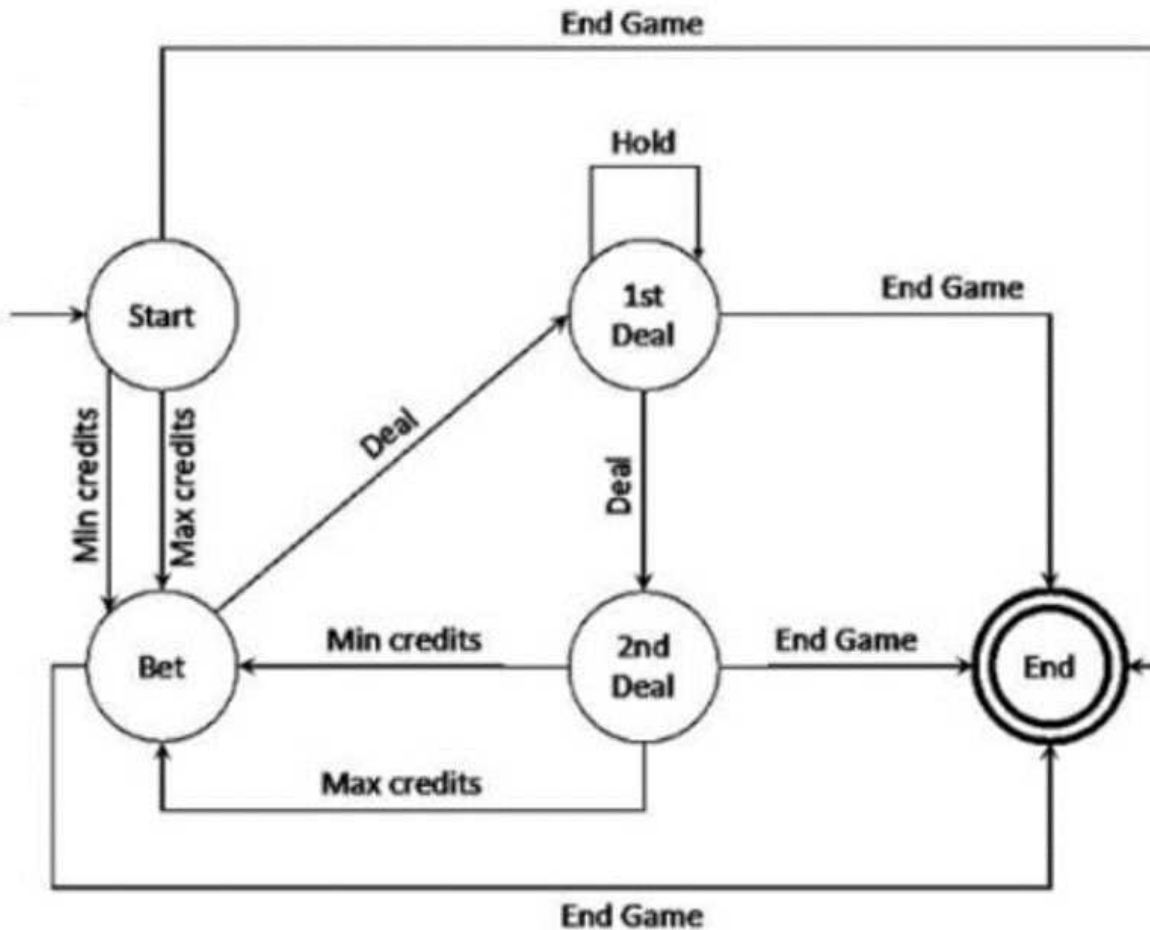 End Game
Hold
Start
1st
Deal
End Game
Min credits
Max credits
Deal
Deal
Bet
Min credits
2nd
Deal
End Game
End
Max credits
End Game